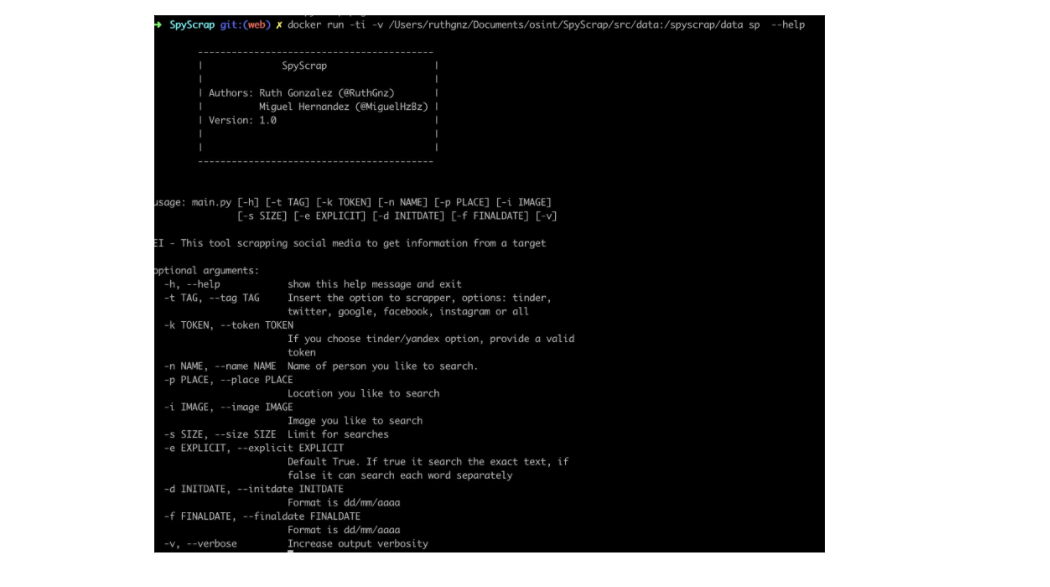 ➜ SpyScrap git:(web) ✗ docker run -ti -v /Users/ruthgnz/Documents/osint/SpyScrap/src/data:/spyscrap/data sp --help
------------------------------------------
| SpyScrap |
| |
| Authors: Ruth Gonzalez (@RuthGnz) |
| Miguel Hernandez (@MiguelHzBz) |
| Version: 1.0 |
| |
| |
------------------------------------------
usage: main.py [-h] [-t TAG] [-k TOKEN] [-n NAME] [-p PLACE] [-i IMAGE]
[-s SIZE] [-e EXPLICIT] [-d INITDATE] [-f FINALDATE] [-v]
EI - This tool scrapping social media to get information from a target
optional arguments:
-h, --help show this help message and exit
-t TAG, --tag TAG Insert the option to scrapper, options: tinder,
twitter, google, facebook, instagram or all
-k TOKEN, --token TOKEN
If you choose tinder/yandex option, provide a valid
token
-n NAME, --name NAME Name of person you like to search.
-p PLACE, --place PLACE
Location you like to search
-i IMAGE, --image IMAGE
Image you like to search
-s SIZE, --size SIZE Limit for searches
-e EXPLICIT, --explicit EXPLICIT
Default True. If true it search the exact text, if
false it can search each word separately
-d INITDATE, --initdate INITDATE
Format is dd/mm/aaaa
-f FINALDATE, --finaldate FINALDATE
Format is dd/mm/aaaa
-v, --verbose Increase output verbosity